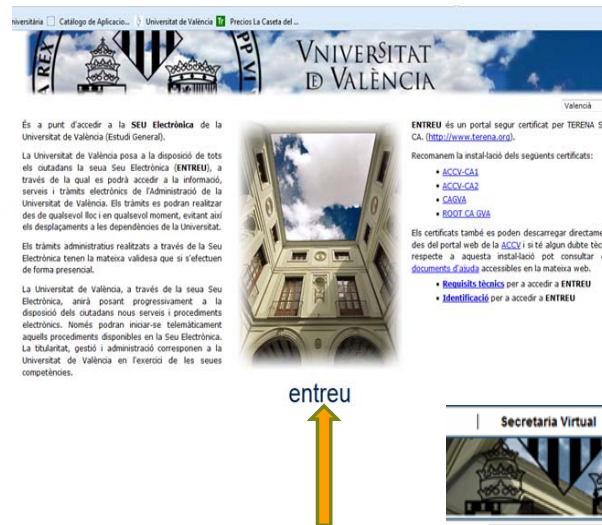 Catálogo de Aplicacio...
Universitat de València
Tr
Precios La Caseta del ...
VNIVERSITAT
DE VALÈNCIA
Valencià
És a punt d'accedir a la SEU Electrònica de la
Universitat de València (Estudi General).
La Universitat de València posa a la disposició de tots
els ciutadans la seua Seu Electrònica (ENTREU), a
través de la qual es podrà accedir a la informació,
serveis i tràmits electrònics de l'Administració de la
Universitat de València. Els tràmits es podran realitzar
des de qualsevol lloc i en qualsevol moment, evitant així
els desplaçaments a les dependències de la Universitat.
Els tràmits administratius realitzats a través de la Seu
Electrònica tenen la mateixa validesa que si s'efectuen
de forma presencial.
La Universitat de València, a través de la seua Seu
Electrònica, anirà posant progressivament a la
disposició dels ciutadans nous serveis i procediments
electrònics. Només podran iniciar-se telemàticament
aquells procediments disponibles en la Seu Electrònica.
La titularitat, gestió i administració corresponen a la
Universitat de València en l'exercici de les seues
competències.
entreu
ENTREU és un portal segur certificat per TERENA S
CA. (http://www.terena.org).
Recomanem la instal·lació dels següents certificats:
• ACCV-CA1
• ACCV-CA2
• CAGVA
• ROOT CA GVA
Els certificats també es poden descarregar directame
des del portal web de la ACCV i si té algun dubte tèc
respecte a aquesta instal·lació pot consultar
documents d'ajuda accessibles en la mateixa web.
• Requisits tècnics per a accedir a ENTREU
• Identificació per a accedir a ENTREU
Secretaria Virtual